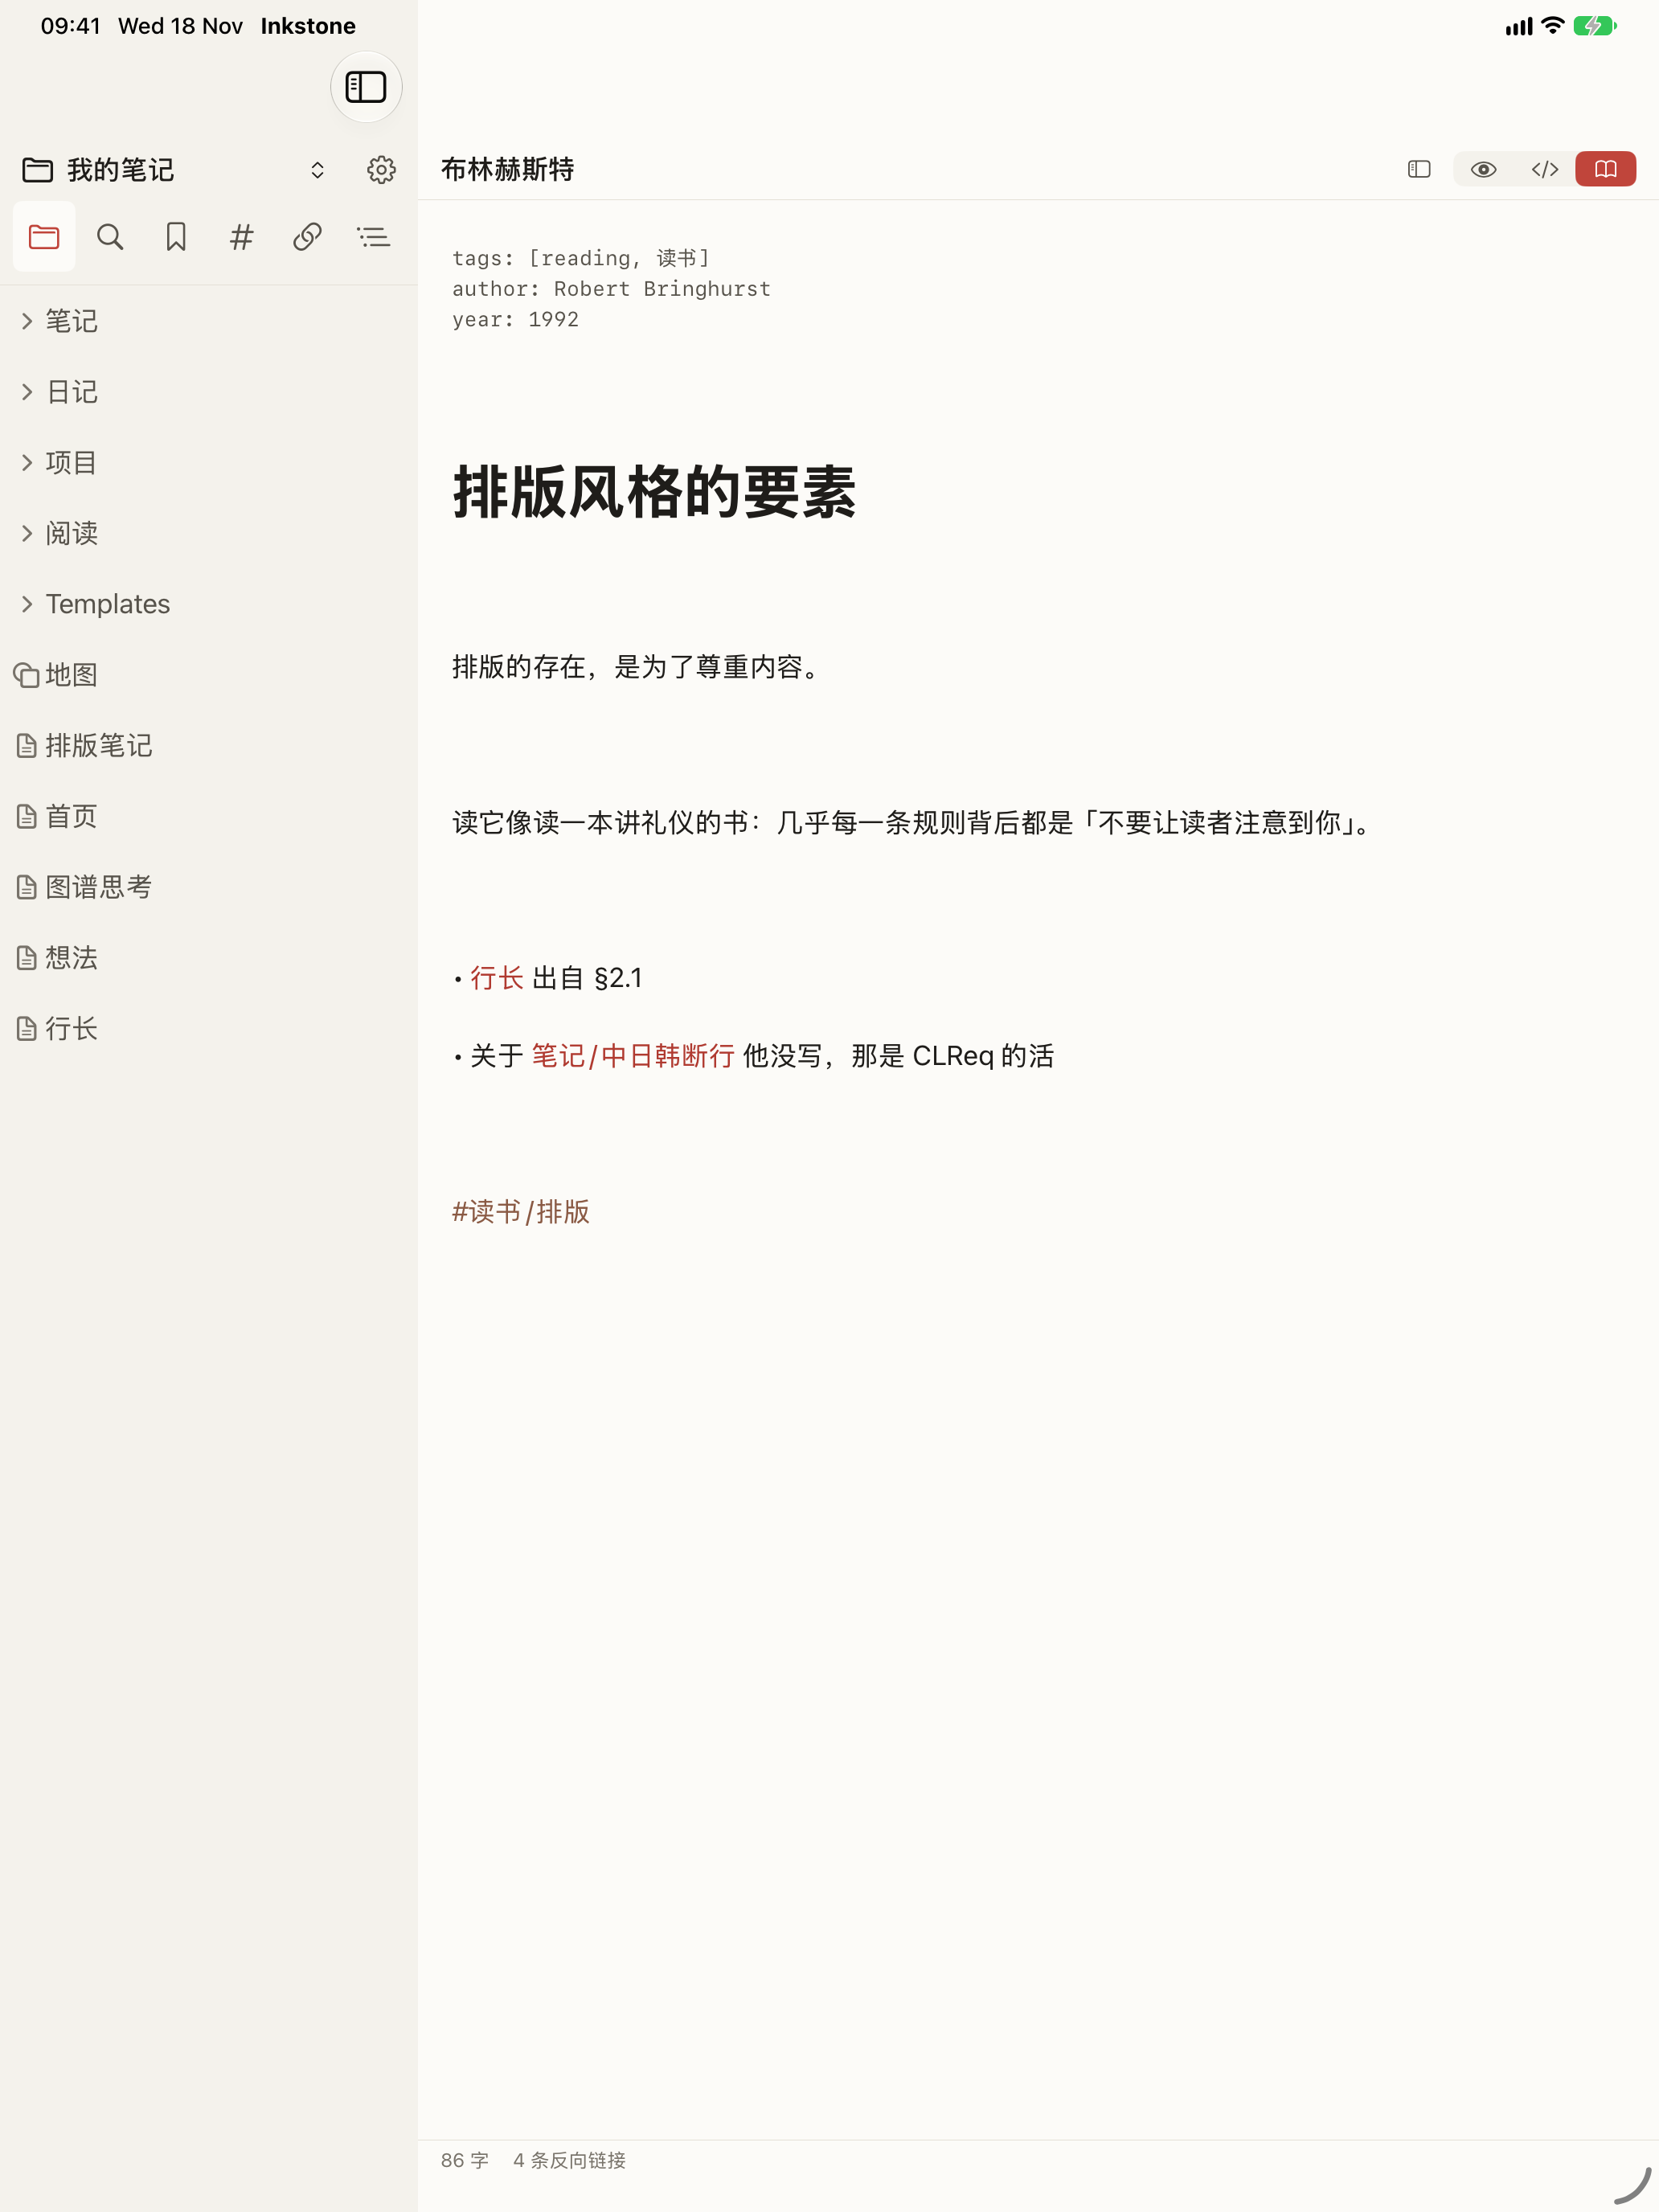 09:41 Wed 18 Nov Inkstone
我的笔记
笔记
日记
项目
阅读
Templates
地图
排版笔记
首页
图谱思考
想法
行长
布林赫斯特
tags: [reading, 读书]
author: Robert Bringhurst
year: 1992
排版风格的要素
排版的存在，是为了尊重内容。
读它像读一本讲礼仪的书：几乎每一条规则背后都是「不要让读者注意到你」。
• 行长 出自 §2.1
• 关于 笔记/中日韩断行 他没写，那是 CLReq 的活
#读书/排版
86 字 4 条反向链接